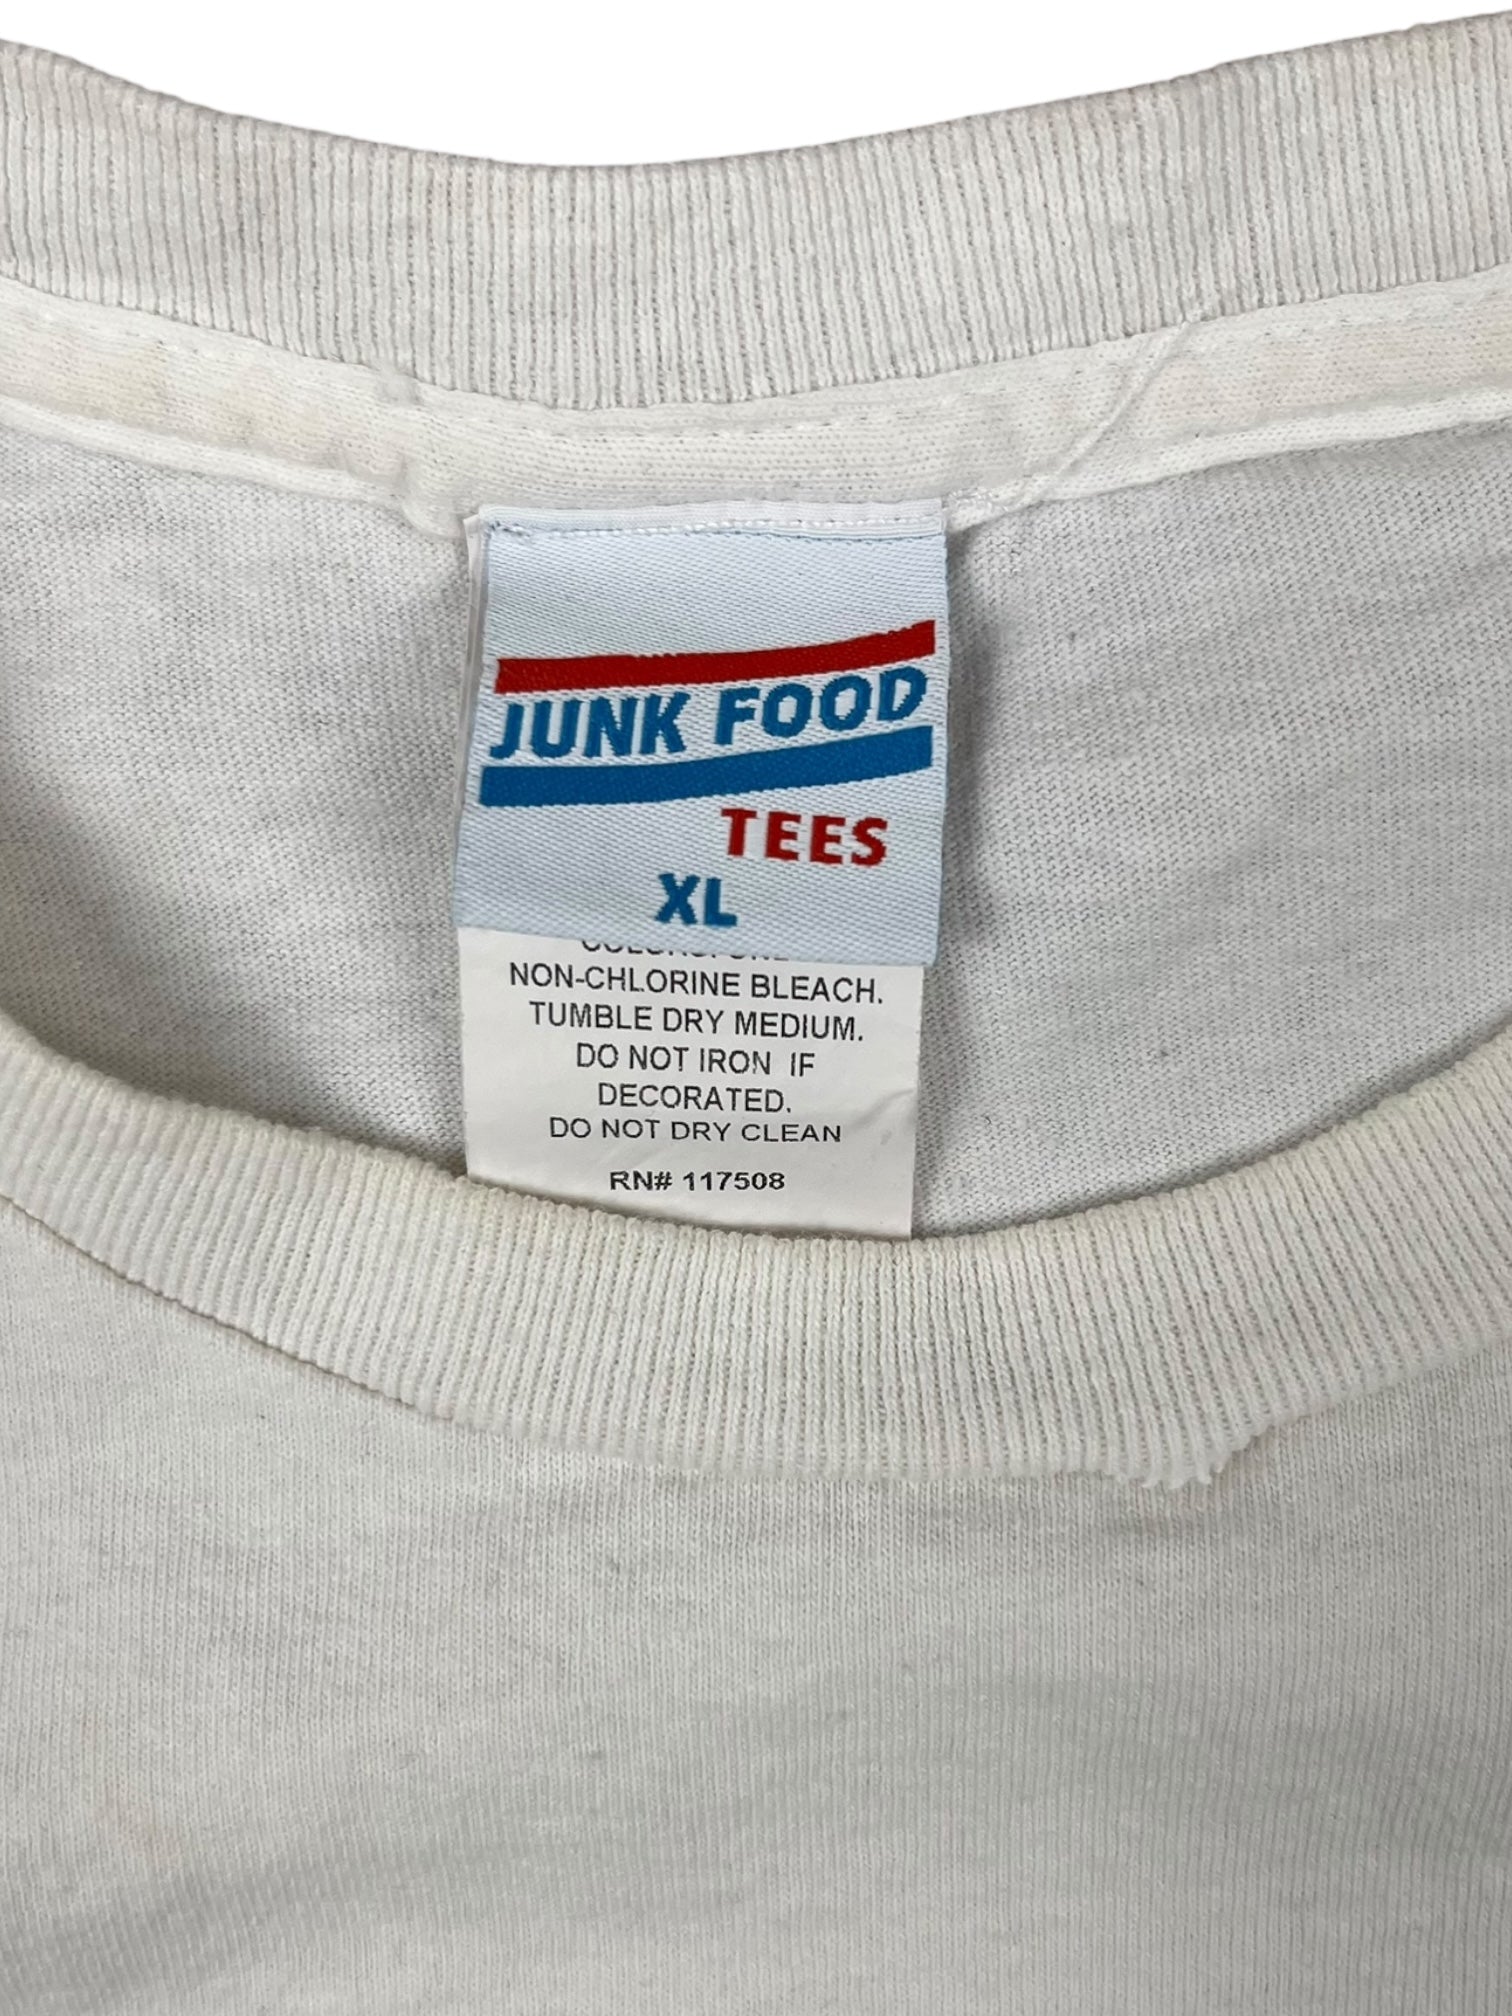 JUNK FOOD
TEES
XL
NON-CHLORINE BLEACH.
TUMBLE DRY MEDIUM.
DO NOT IRON IF
DECORATED.
DO NOT DRY CLEAN
RN# 117508